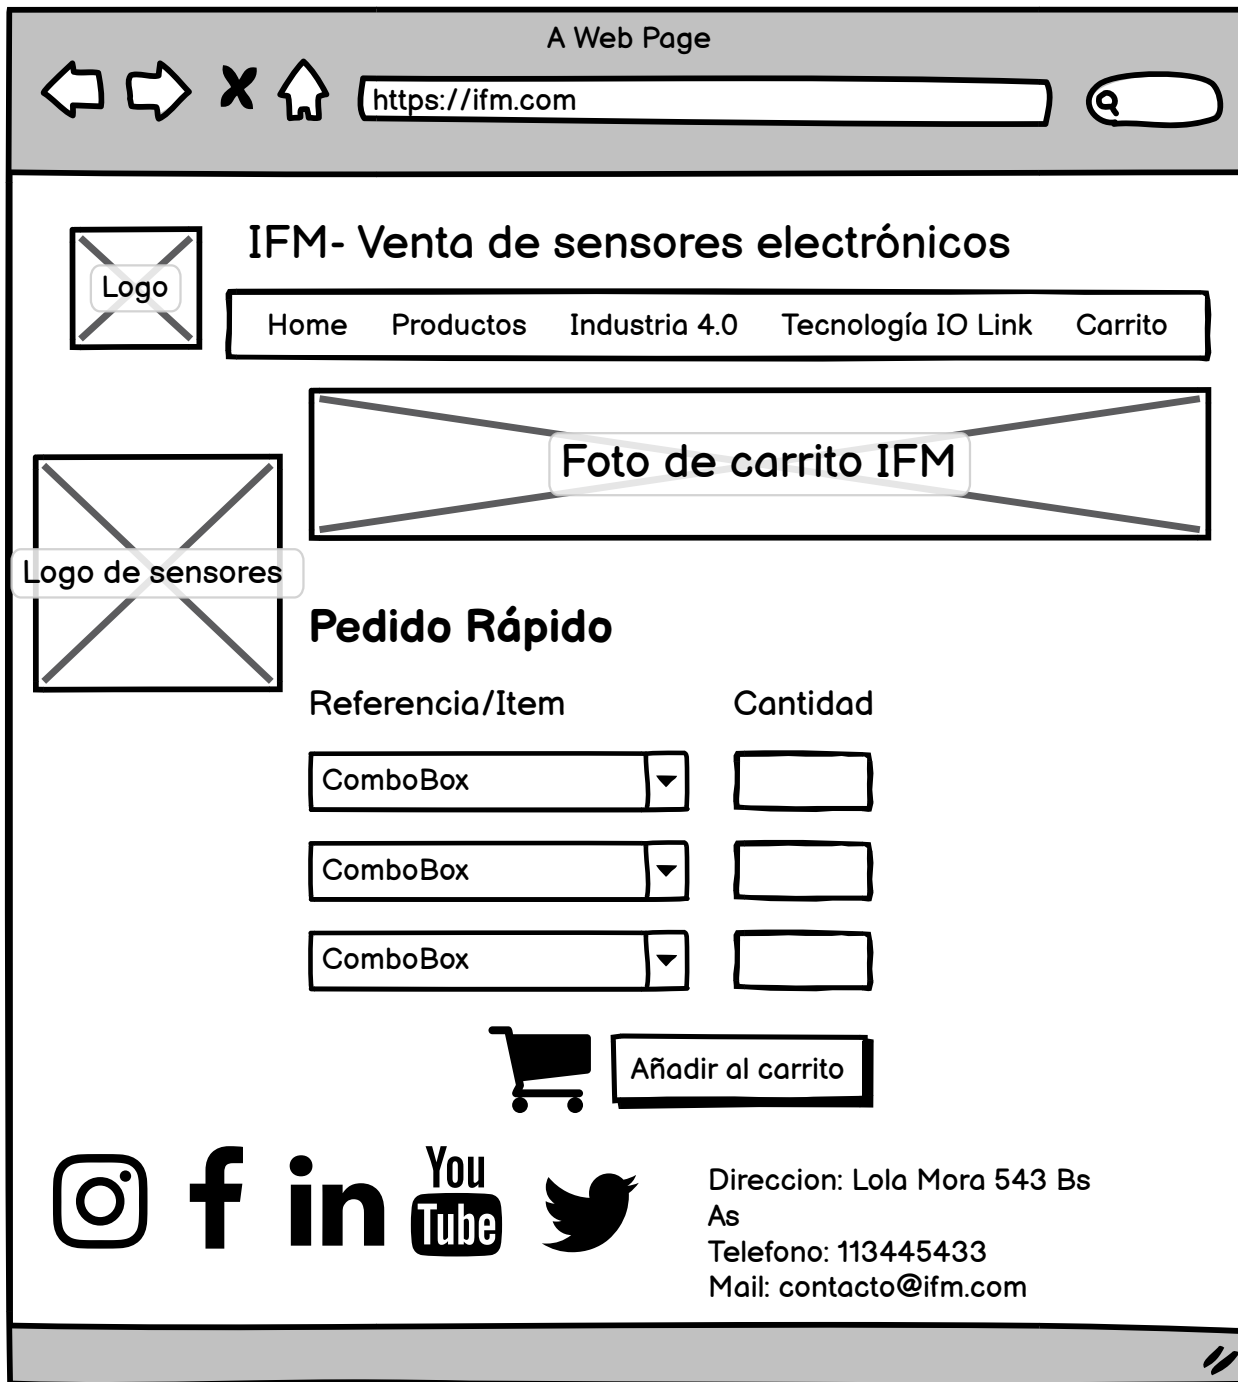 A Web Page
https://ifm.com
Logo
IFM- Venta de sensores electrónicos
Home Productos Industria 4.0 Tecnología IO Link Carrito
Foto de carrito IFM
Logo de sensores
Pedido Rápido
Referencia/Item Cantidad
ComboBox
ComboBox
ComboBox
Añadir al carrito
You
Tube
Direccion: Lola Mora 543 Bs
As
Telefono: 113445433
Mail: contacto@ifm.com